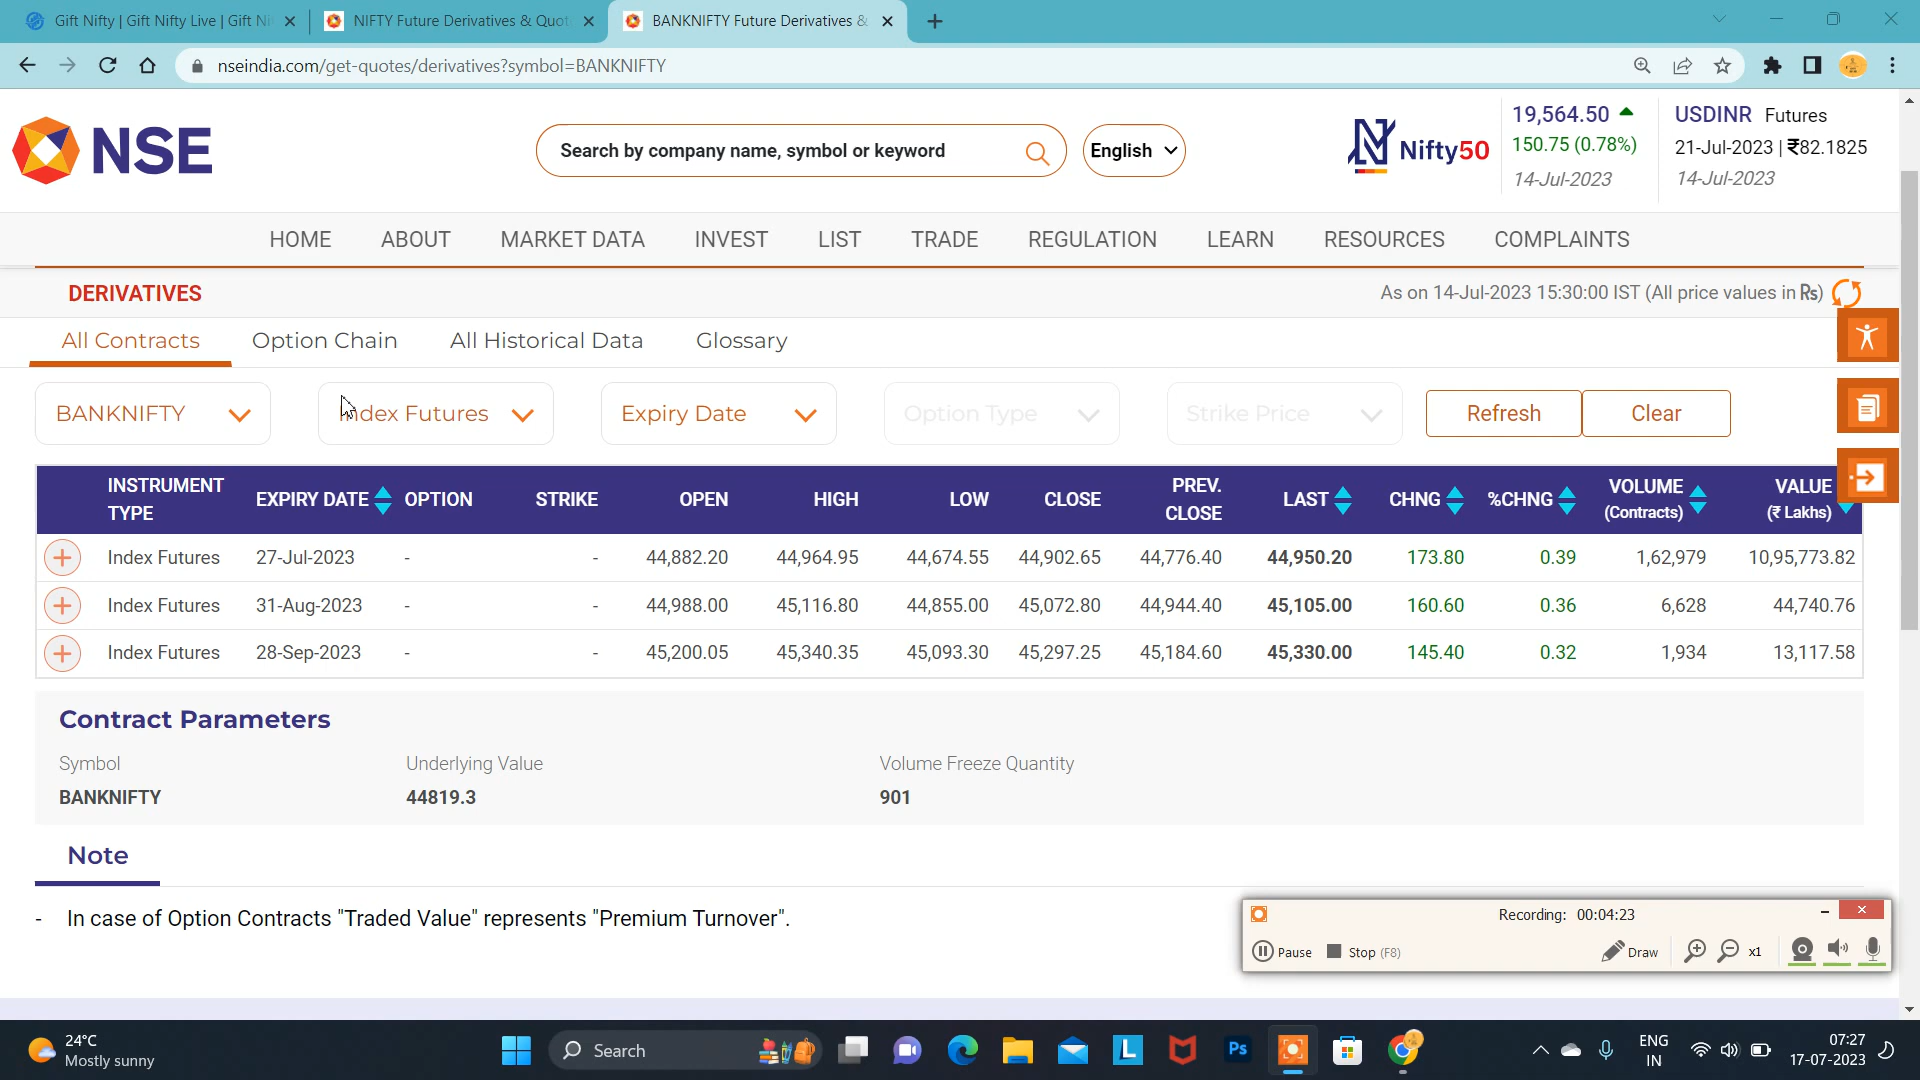 Gift Nifty | Gift Nifty Live | Gift Ni
NIFTY Future Derivatives & Quot
BANKNIFTY Future Derivatives &
nseindia.com/get-quotes/derivatives?symbol=BANKNIFTY
NSE
Search by company name, symbol or keyword
English
Nifty50
19,564.50
150.75 (0.78%)
14-Jul-2023
USDINR Futures
21-Jul-2023 | ₹82.1825
14-Jul-2023
HOME ABOUT MARKET DATA INVEST LIST TRADE REGULATION LEARN RESOURCES COMPLAINTS
DERIVATIVES
As on 14-Jul-2023 15:30:00 IST (All price values in ₨)
All Contracts Option Chain All Historical Data Glossary
BANKNIFTY Index Futures Expiry Date Option Type Strike Price Refresh Clear
INSTRUMENT TYPE EXPIRY DATE OPTION STRIKE OPEN HIGH LOW CLOSE PREV. CLOSE LAST CHNG %CHNG VOLUME (Contracts) VALUE (₹ Lakhs)
Index Futures 27-Jul-2023 - - 44,882.20 44,964.95 44,674.55 44,902.65 44,776.40 44,950.20 173.80 0.39 1,62,979 10,95,773.82
Index Futures 31-Aug-2023 - - 44,988.00 45,116.80 44,855.00 45,072.80 44,944.40 45,105.00 160.60 0.36 6,628 44,740.76
Index Futures 28-Sep-2023 - - 45,200.05 45,340.35 45,093.30 45,297.25 45,184.60 45,330.00 145.40 0.32 1,934 13,117.58
Contract Parameters
Symbol Underlying Value Volume Freeze Quantity
BANKNIFTY 44819.3 901
Note
- In case of Option Contracts "Traded Value" represents "Premium Turnover".
Recording: 00:04:23
Pause Stop (F8) Draw x1
24°C
Mostly sunny
Search
L
Ps
ENG
IN
07:27
17-07-2023